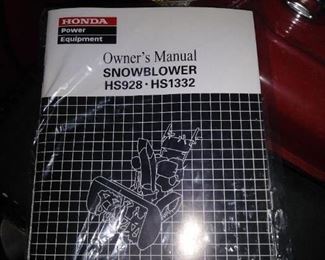 HONDA
Power
Equipment
Owner's Manual
SNOWBLOWER
HS928 · HS1332